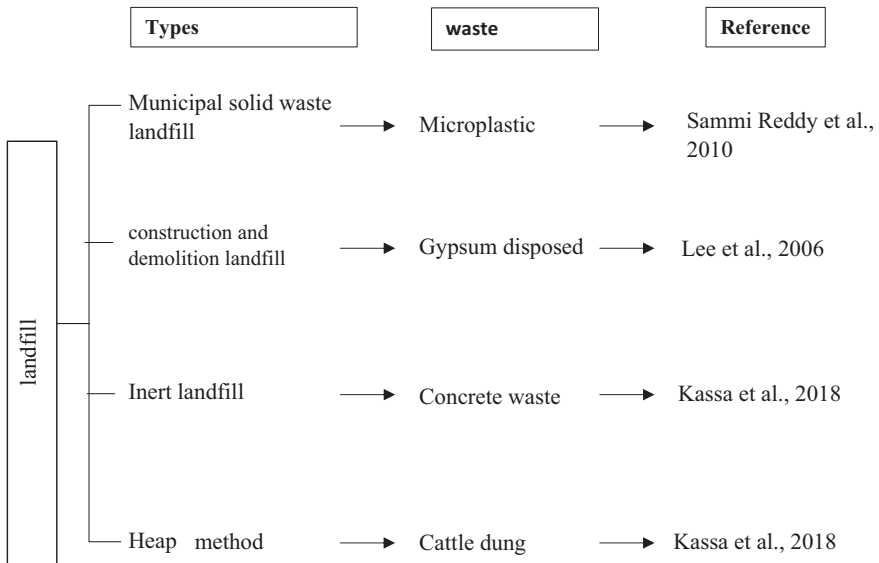 Types
waste
Reference
Municipal solid waste
landfill
Microplastic
Sammi Reddy et al.,
2010
construction and
demolition landfill
Gypsum disposed
Lee et al., 2006
landfill
Inert landfill
Concrete waste
Kassa et al., 2018
Heap method
Cattle dung
Kassa et al., 2018